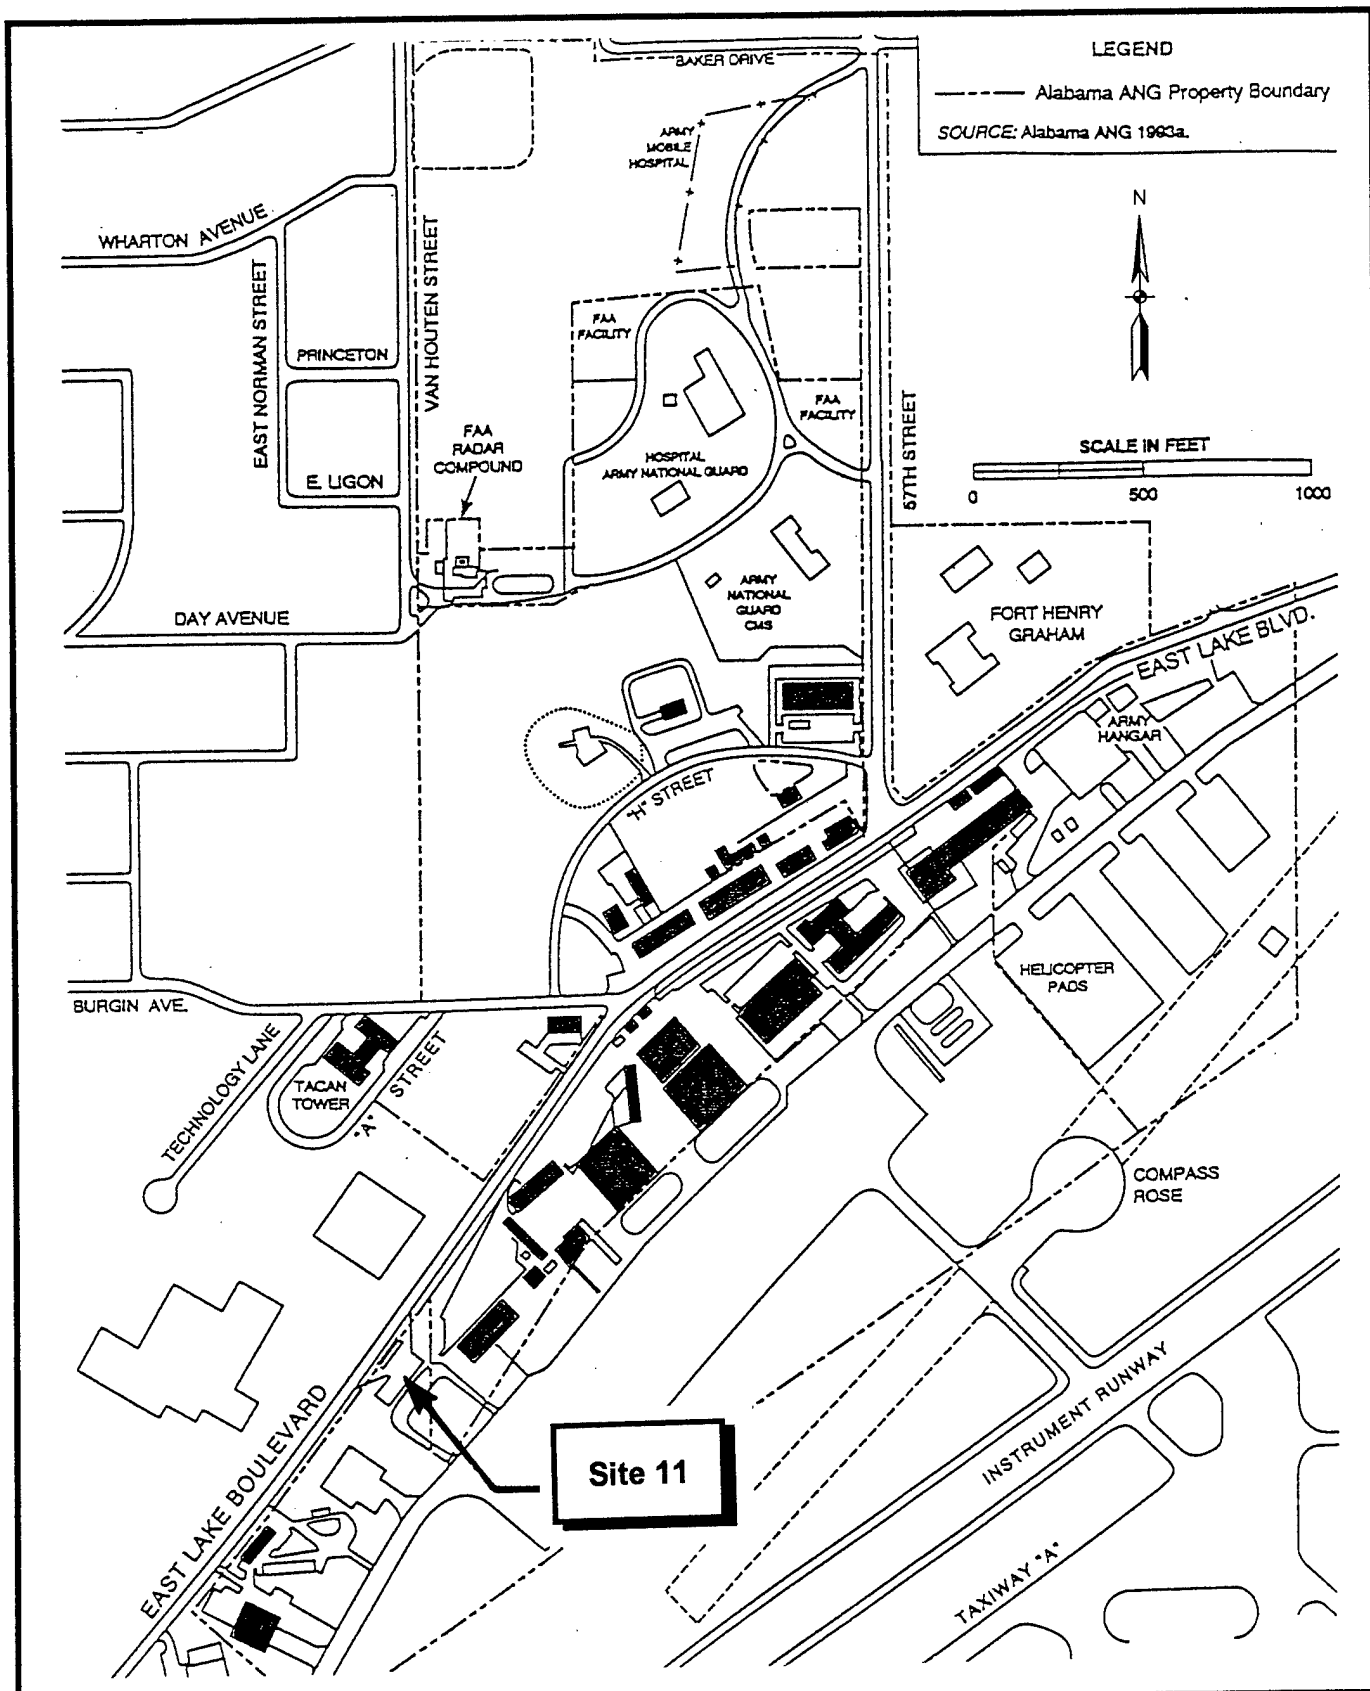 LEGEND
Alabama ANG Property Boundary
SOURCE: Alabama ANG 1993a.
N
SCALE IN FEET
0
500
1000
BAKER DRIVE
ARMY
MOBILE
HOSPITAL
WHARTON AVENUE
EAST NORMAN STREET
VAN HOUTEN STREET
PRINCETON
E. LIGON
FAA
FACILITY
FAA
FACILITY
57TH STREET
FAA
RADAR
COMPOUND
HOSPITAL
ARMY NATIONAL GUARD
ARMY
NATIONAL
GUARD
CMS
FORT HENRY
GRAHAM
DAY AVENUE
EAST LAKE BLVD.
ARMY
HANGAR
"H" STREET
HELICOPTER
PADS
BURGIN AVE.
TECHNOLOGY LANE
TACAN
TOWER
"A" STREET
COMPASS
ROSE
Site 11
EAST LAKE BOULEVARD
INSTRUMENT RUNWAY
TAXIWAY "A"